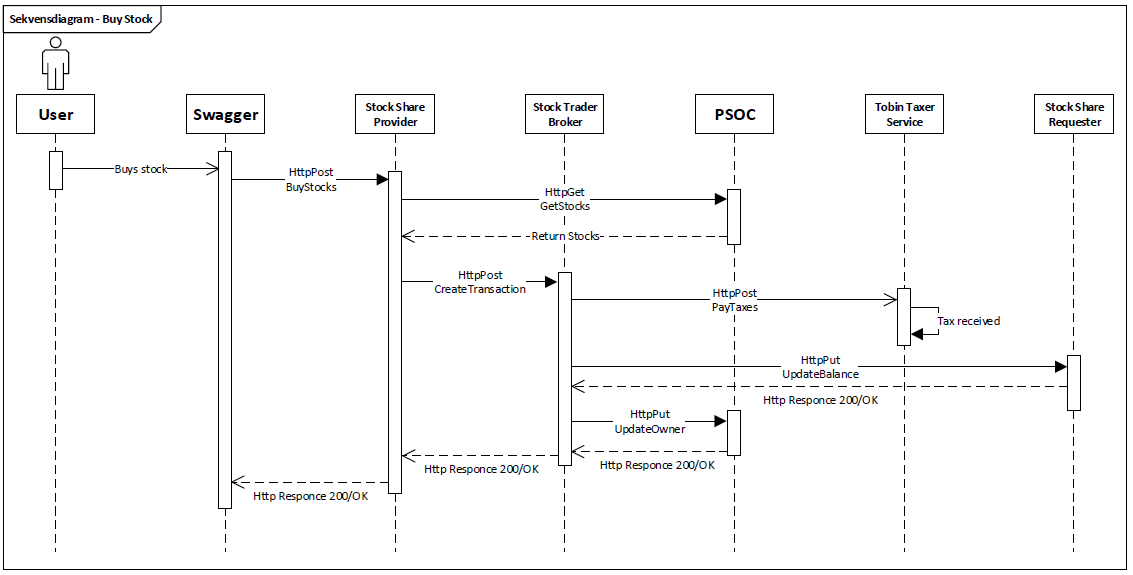 Sekvensdiagram - Buy Stock
User
Swagger
Stock Share
Provider
Stock Trader
Broker
PSOC
Tobin Taxer
Service
Stock Share
Requester
Buys stock
HttpPost
BuyStocks
HttpGet
GetStocks
Return Stocks
HttpPost
CreateTransaction
HttpPost
PayTaxes
Tax received
HttpPut
UpdateBalance
Http Responce 200/OK
HttpPut
UpdateOwner
Http Responce 200/OK
Http Responce 200/OK
Http Responce 200/OK